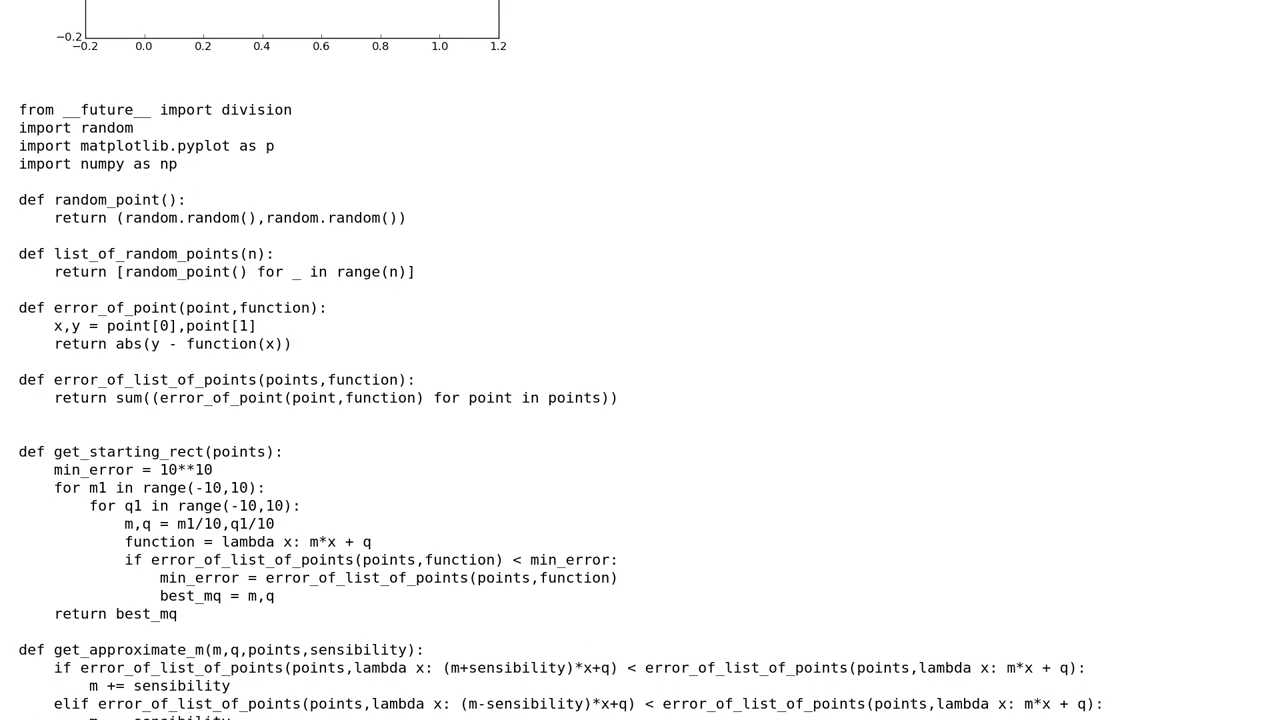 −0.2
−0.2 0.0 0.2 0.4 0.6 0.8 1.0 1.2
from __future__ import division
import random
import matplotlib.pyplot as p
import numpy as np
def random_point():
    return (random.random(),random.random())
def list_of_random_points(n):
    return [random_point() for _ in range(n)]
def error_of_point(point,function):
    x,y = point[0],point[1]
    return abs(y - function(x))
def error_of_list_of_points(points,function):
    return sum((error_of_point(point,function) for point in points))
def get_starting_rect(points):
    min_error = 10**10
    for m1 in range(-10,10):
        for q1 in range(-10,10):
            m,q = m1/10,q1/10
            function = lambda x: m*x + q
            if error_of_list_of_points(points,function) < min_error:
                min_error = error_of_list_of_points(points,function)
                best_mq = m,q
    return best_mq
def get_approximate_m(m,q,points,sensibility):
    if error_of_list_of_points(points,lambda x: (m+sensibility)*x+q) < error_of_list_of_points(points,lambda x: m*x + q):
        m += sensibility
    elif error_of_list_of_points(points,lambda x: (m-sensibility)*x+q) < error_of_list_of_points(points,lambda x: m*x + q):